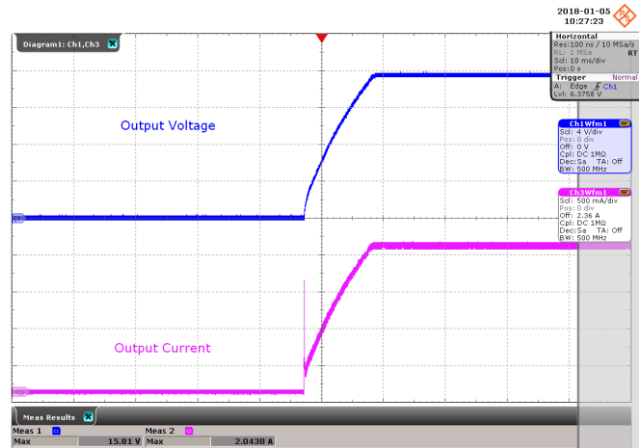 2018-01-05
10:27:23
Diagram1: Ch1,Ch3
Horizontal
Res:100 ns / 10 MSa/s
RL: 1 MSa RT
Scl: 10 ms/div
Pos:0 s
Trigger Normal
A: Edge Ch1
Lvl: 6.3758 V
Output Voltage
Ch1Wfm1
Scl: 4 V/div
Pos: 0 div
Off: 0 V
Cpl: DC 1MΩ
Dec:Sa TA: Off
BW: 500 MHz
Ch3Wfm1
Scl: 500 mA/div
Pos: 0 div
Off: 2.36 A
Cpl: DC 1MΩ
Dec:Sa TA: Off
BW: 500 MHz
Output Current
Meas Results
Meas 1 Meas 2
Max 15.81 V Max 2.0438 A